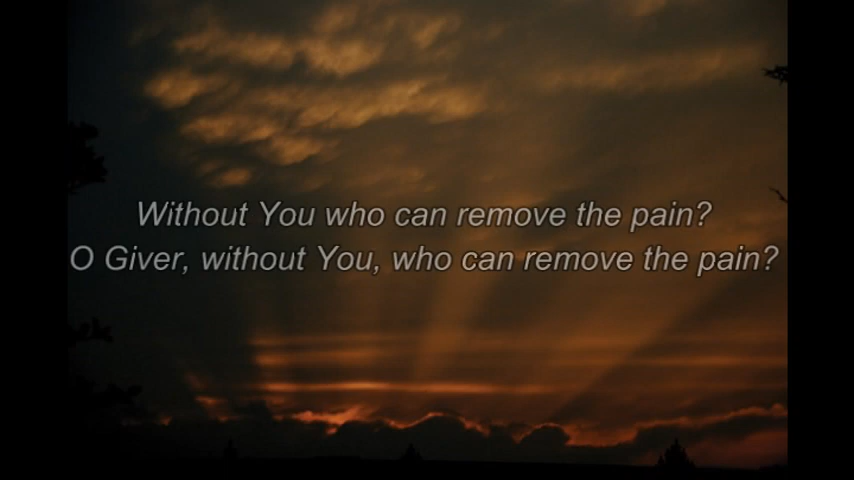 Without You who can remove the pain?
O Giver, without You, who can remove the pain?